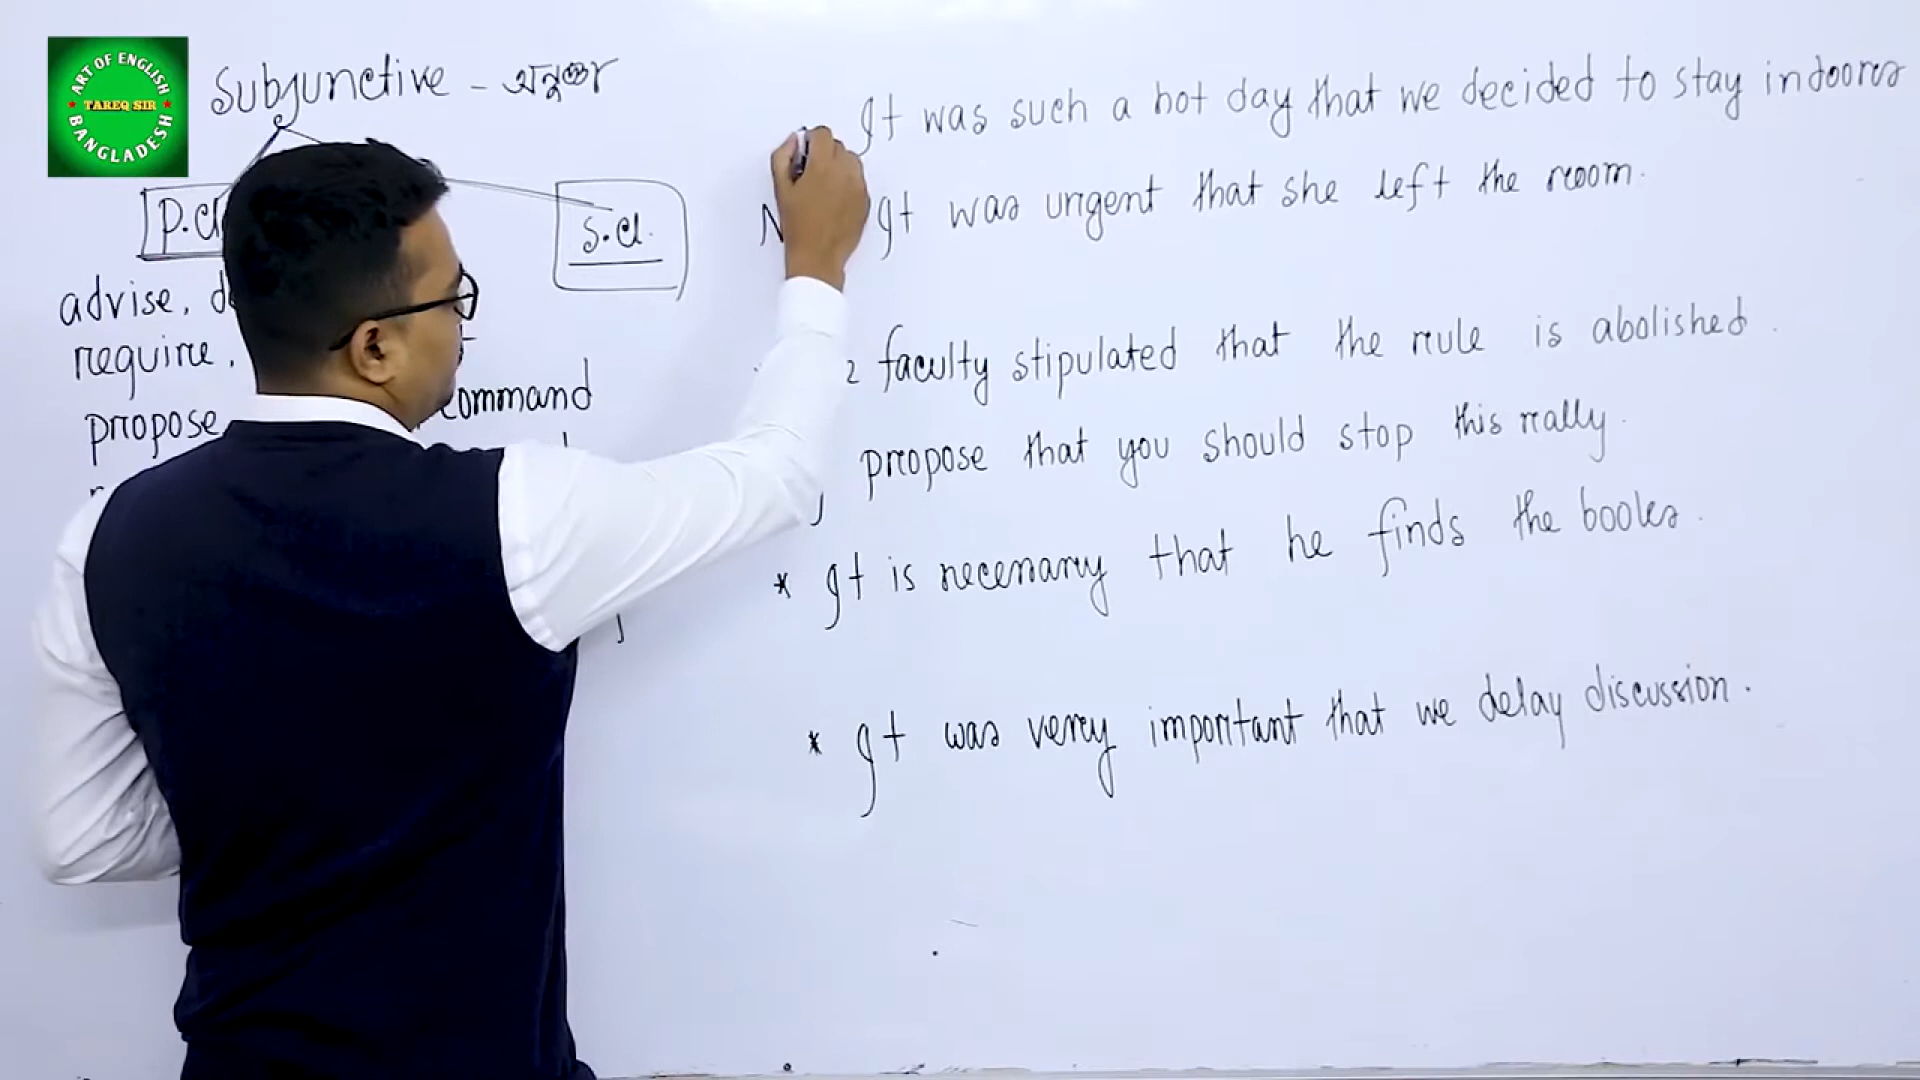 ART OF ENGLISH
★ TAREQ SIR ★
BANGLADESH
Subjunctive -
P.Cl
S.Cl.
advise,
require,
propose, command
It was such a hot day that we decided to stay indoors
It was urgent that she left the room.
faculty stipulated that the rule is abolished.
propose that you should stop this rally.
* It is necessary that he finds the books.
* It was very important that we delay discussion.